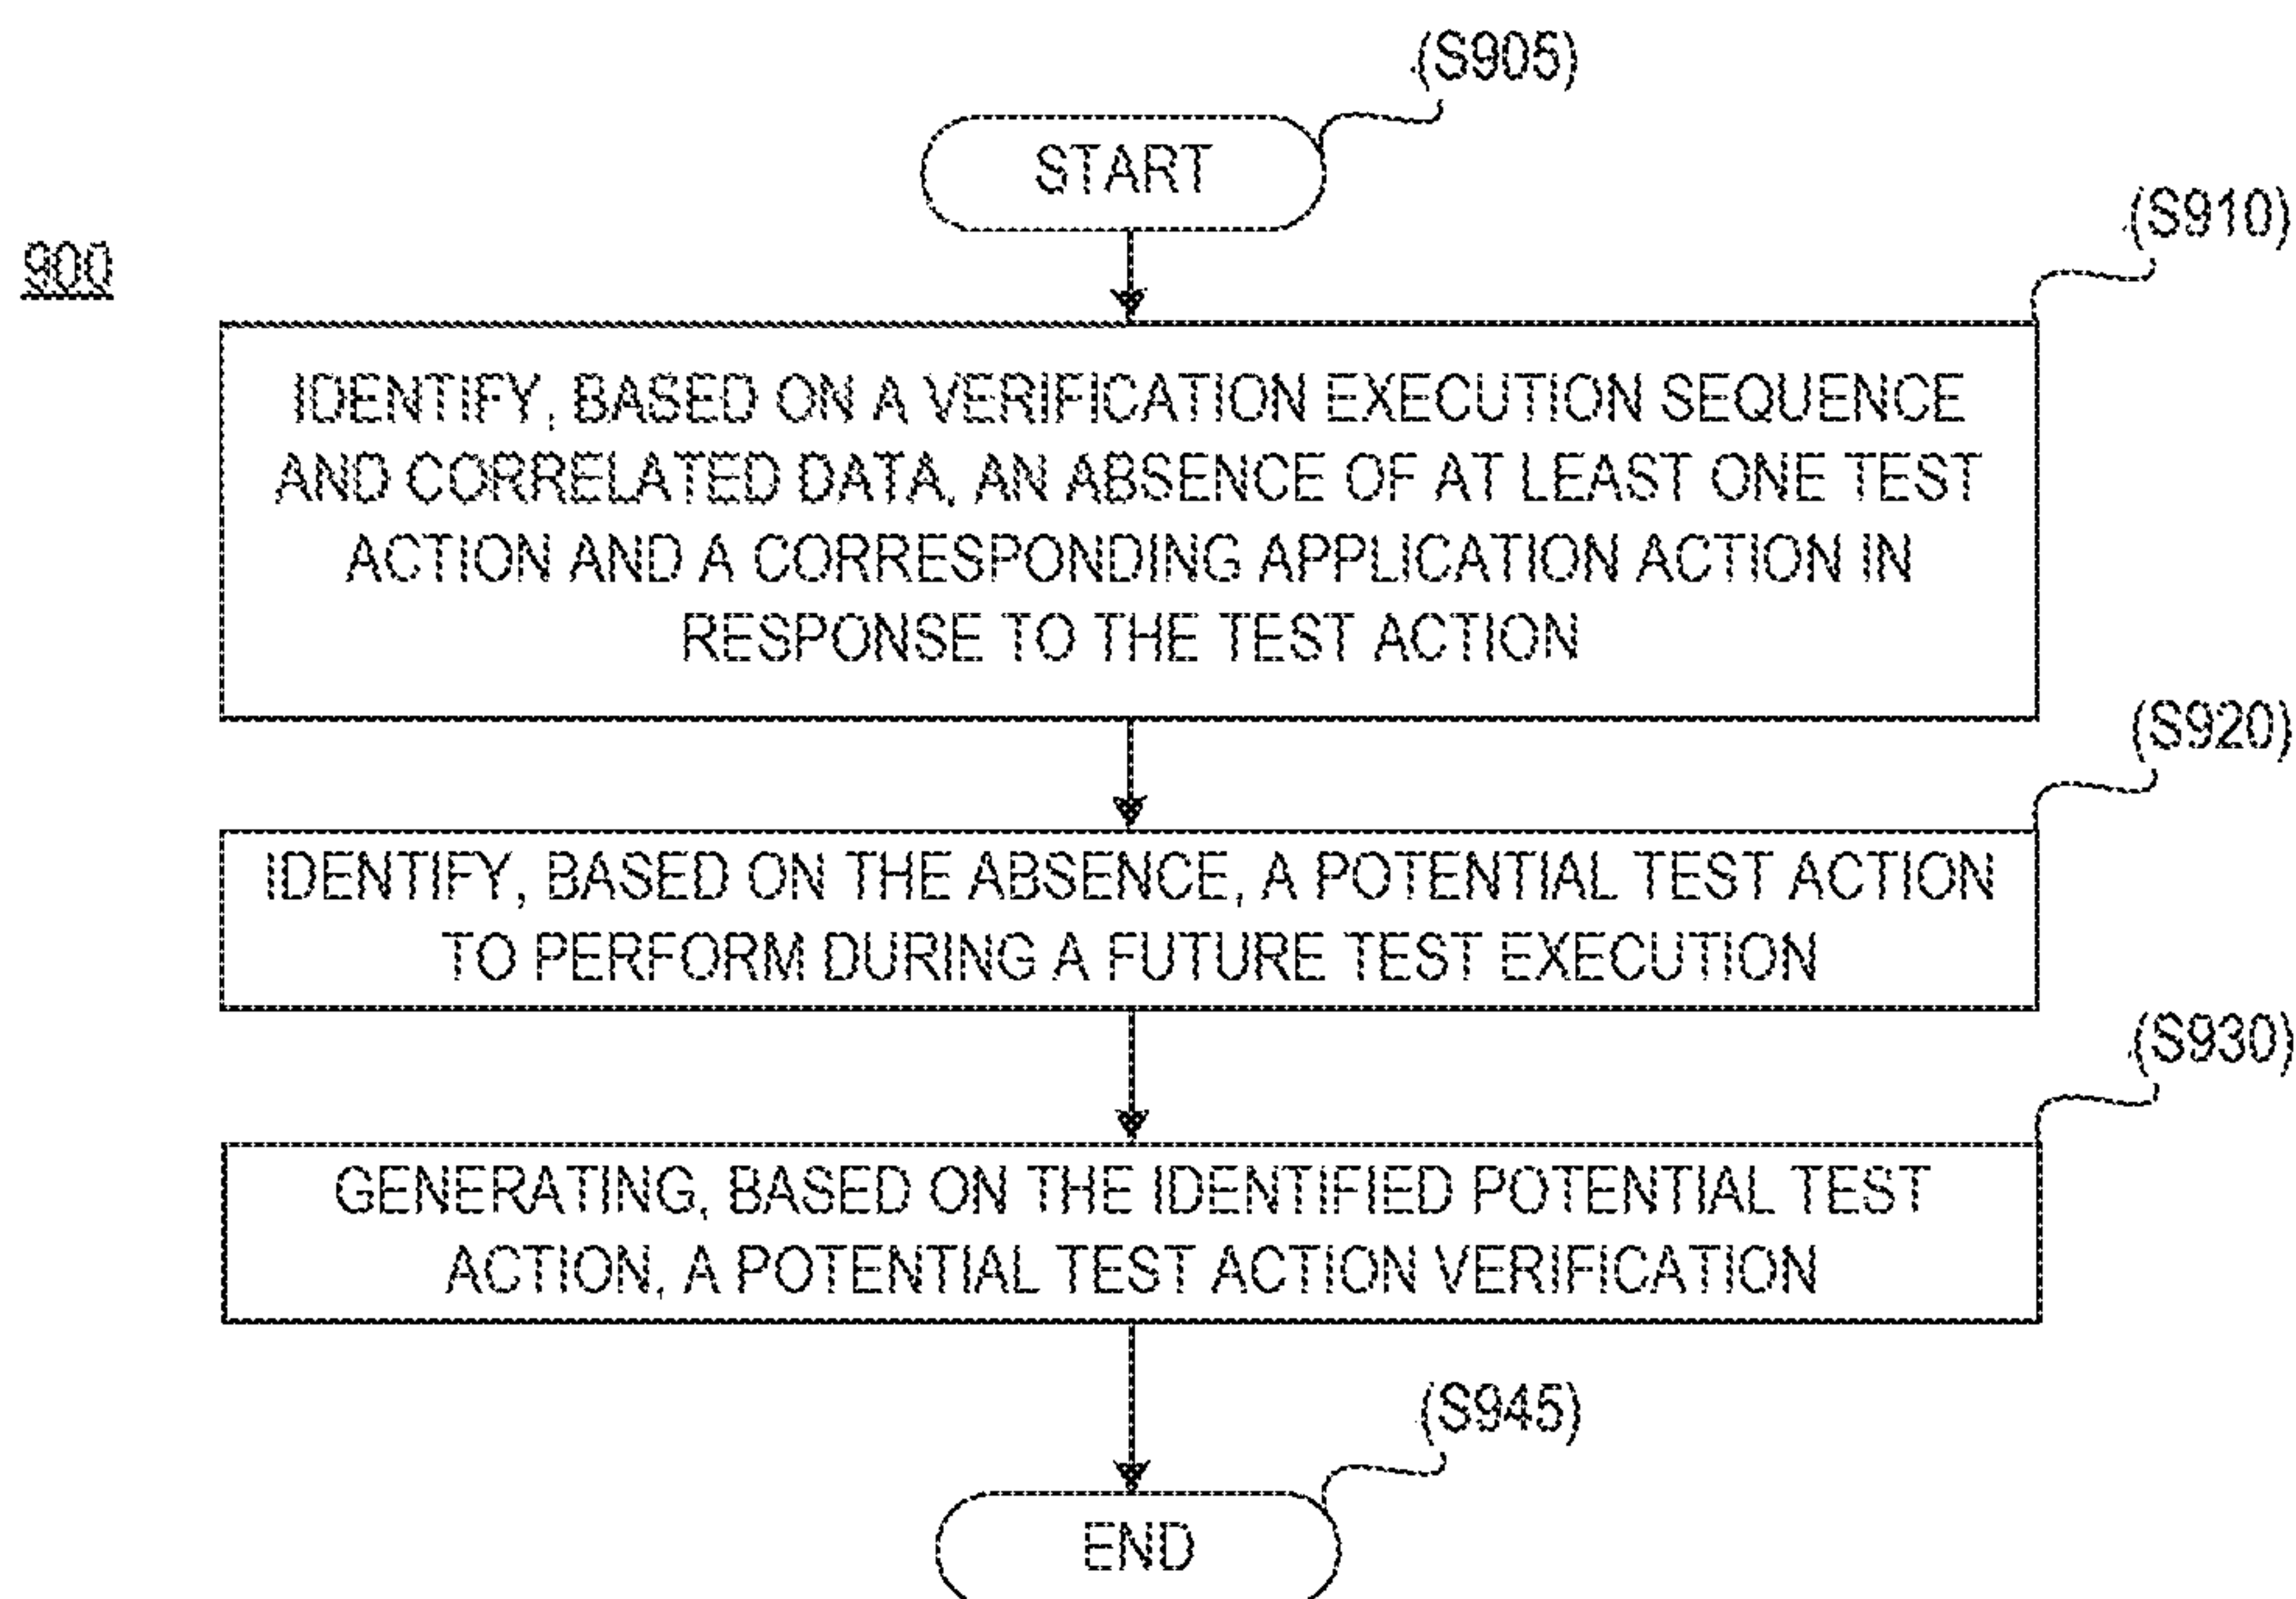 (S905)
START
(S910)
900
IDENTIFY, BASED ON A VERIFICATION EXECUTION SEQUENCE
AND CORRELATED DATA, AN ABSENCE OF AT LEAST ONE TEST
ACTION AND A CORRESPONDING APPLICATION ACTION IN
RESPONSE TO THE TEST ACTION
(S920)
IDENTIFY, BASED ON THE ABSENCE, A POTENTIAL TEST ACTION
TO PERFORM DURING A FUTURE TEST EXECUTION
(S930)
GENERATING, BASED ON THE IDENTIFIED POTENTIAL TEST
ACTION, A POTENTIAL TEST ACTION VERIFICATION
(S945)
END